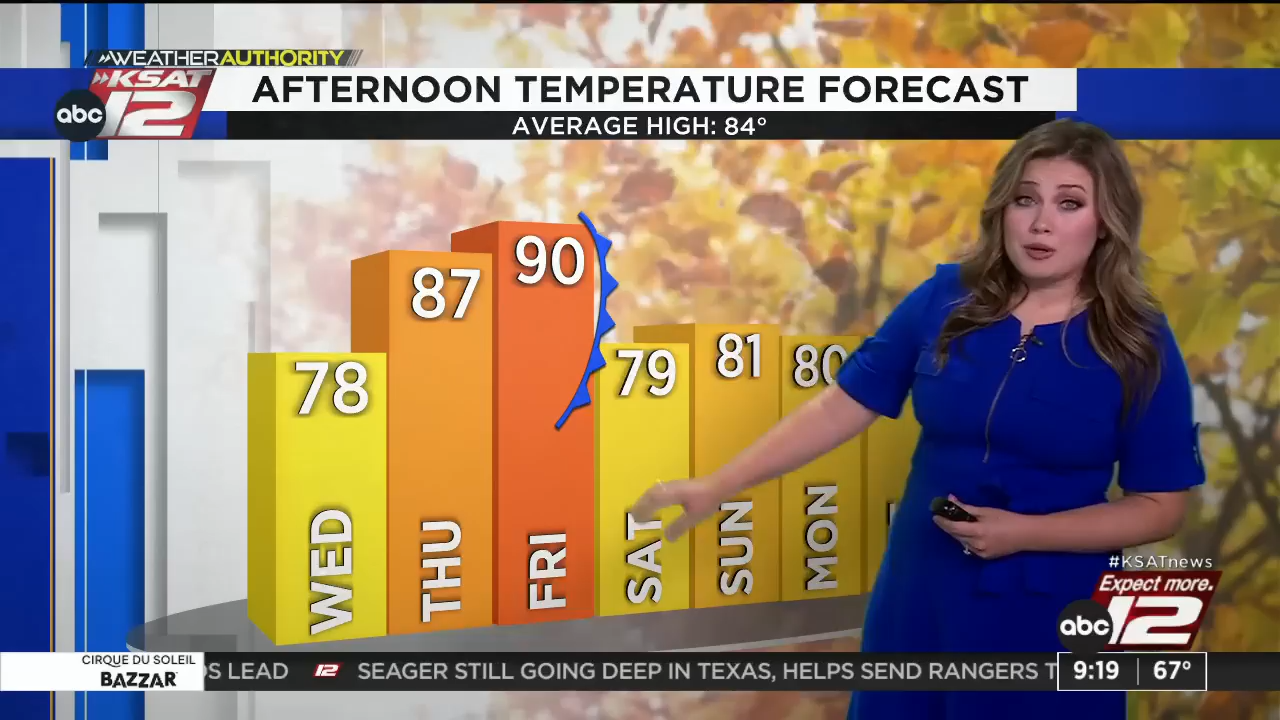 WEATHERAUTHORITY
KSAT
abc 12
AFTERNOON TEMPERATURE FORECAST
AVERAGE HIGH: 84°
78
87
90
79
81
80
WED
THU
FRI
SAT
SUN
MON
#KSATnews
Expect more.
abc 12
CIRQUE DU SOLEIL
BAZZAR
S LEAD 12 SEAGER STILL GOING DEEP IN TEXAS, HELPS SEND RANGERS T
9:19 67°